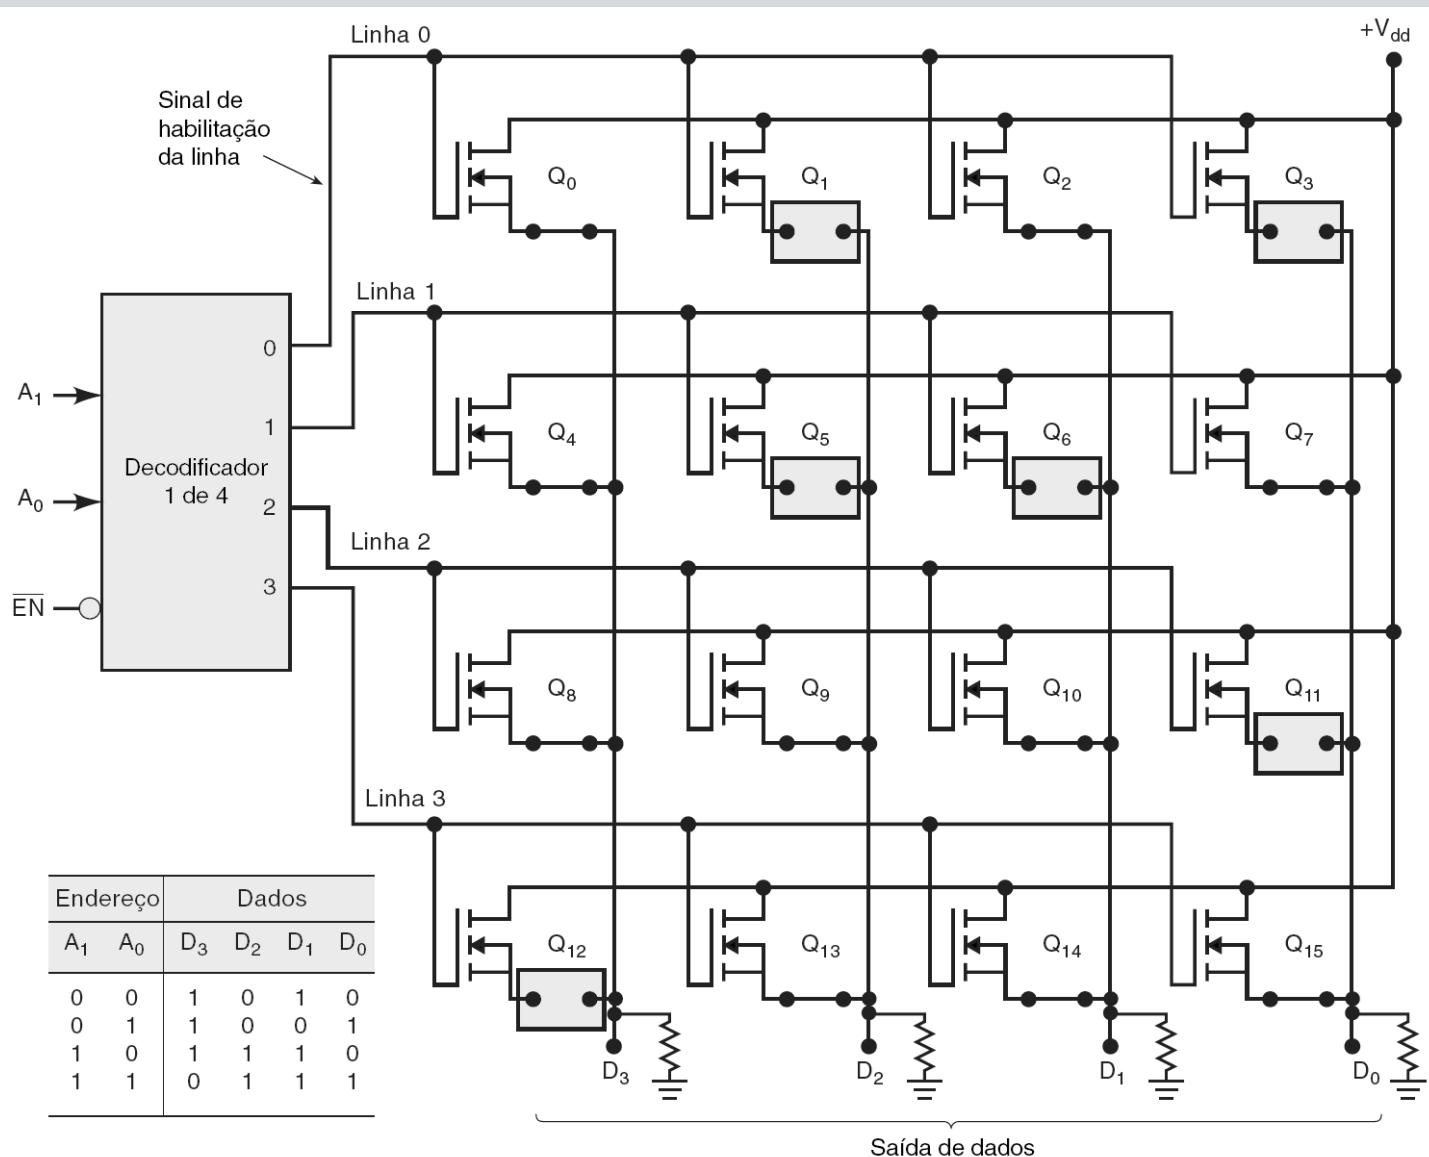 +Vdd
Linha 0
Sinal de
habilitação
da linha
Q0
Q1
Q2
Q3
Linha 1
0
A1
1
Q4
Q5
Q6
Q7
Decodificador
1 de 4
A0
2
Linha 2
3
EN
Q8
Q9
Q10
Q11
Linha 3
Endereço Dados
A1 A0 D3 D2 D1 D0
0 0 1 0 1 0
0 1 1 0 0 1
1 0 1 1 1 0
1 1 0 1 1 1
Q12
Q13
Q14
Q15
D3
D2
D1
D0
Saída de dados